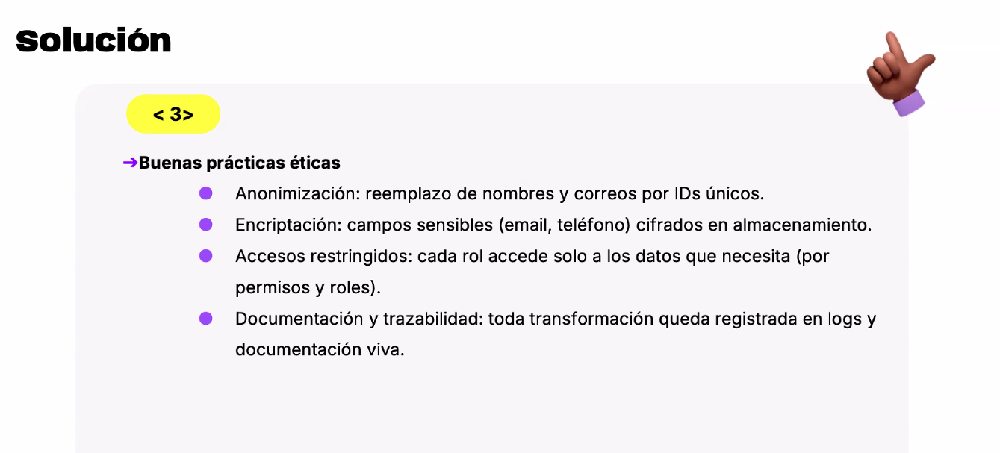 Solución
< 3>
➔Buenas prácticas éticas
● Anonimización: reemplazo de nombres y correos por IDs únicos.
● Encriptación: campos sensibles (email, teléfono) cifrados en almacenamiento.
● Accesos restringidos: cada rol accede solo a los datos que necesita (por
permisos y roles).
● Documentación y trazabilidad: toda transformación queda registrada en logs y
documentación viva.